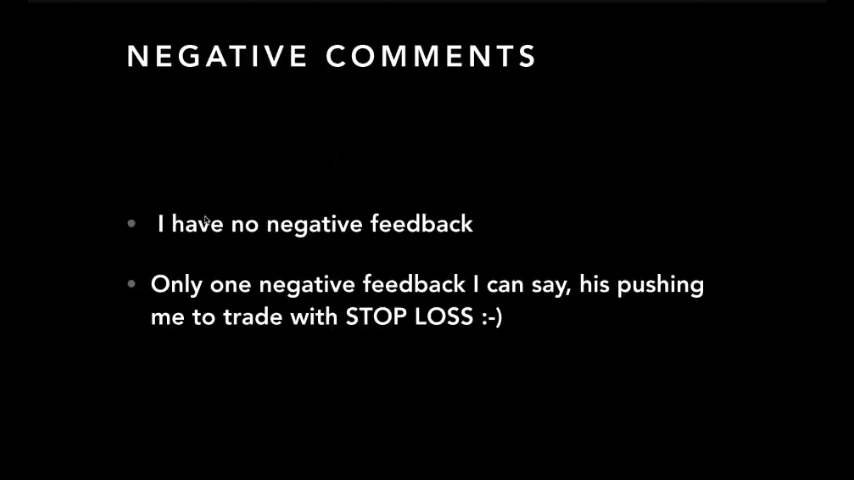 NEGATIVE COMMENTS
• I have no negative feedback
• Only one negative feedback I can say, his pushing
me to trade with STOP LOSS :-)